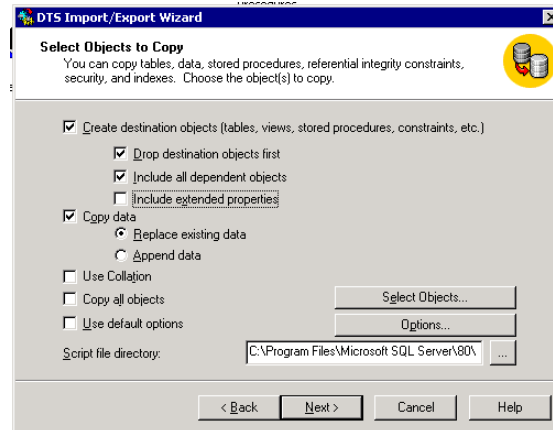 DTS Import/Export Wizard
Select Objects to Copy
You can copy tables, data, stored procedures, referential integrity constraints,
security, and indexes. Choose the object(s) to copy.
Create destination objects (tables, views, stored procedures, constraints, etc.)
Drop destination objects first
Include all dependent objects
Include extended properties
Copy data
Replace existing data
Append data
Use Collation
Copy all objects
Select Objects...
Use default options
Options...
Script file directory:
C:\Program Files\Microsoft SQL Server\80\
...
< Back
Next >
Cancel
Help